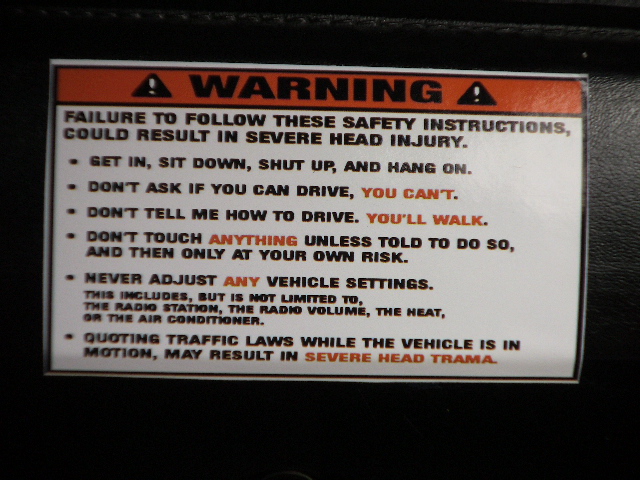 WARNING
FAILURE TO FOLLOW THESE SAFETY INSTRUCTIONS,
COULD RESULT IN SEVERE HEAD INJURY.
• GET IN, SIT DOWN, SHUT UP, AND HANG ON.
• DON'T ASK IF YOU CAN DRIVE, YOU CAN'T.
• DON'T TELL ME HOW TO DRIVE. YOU'LL WALK.
• DON'T TOUCH ANYTHING UNLESS TOLD TO DO SO,
AND THEN ONLY AT YOUR OWN RISK.
• NEVER ADJUST ANY VEHICLE SETTINGS.
THIS INCLUDES, BUT IS NOT LIMITED TO,
THE RADIO STATION, THE RADIO VOLUME, THE HEAT,
OR THE AIR CONDITIONER.
• QUOTING TRAFFIC LAWS WHILE THE VEHICLE IS IN
MOTION, MAY RESULT IN SEVERE HEAD TRAMA.